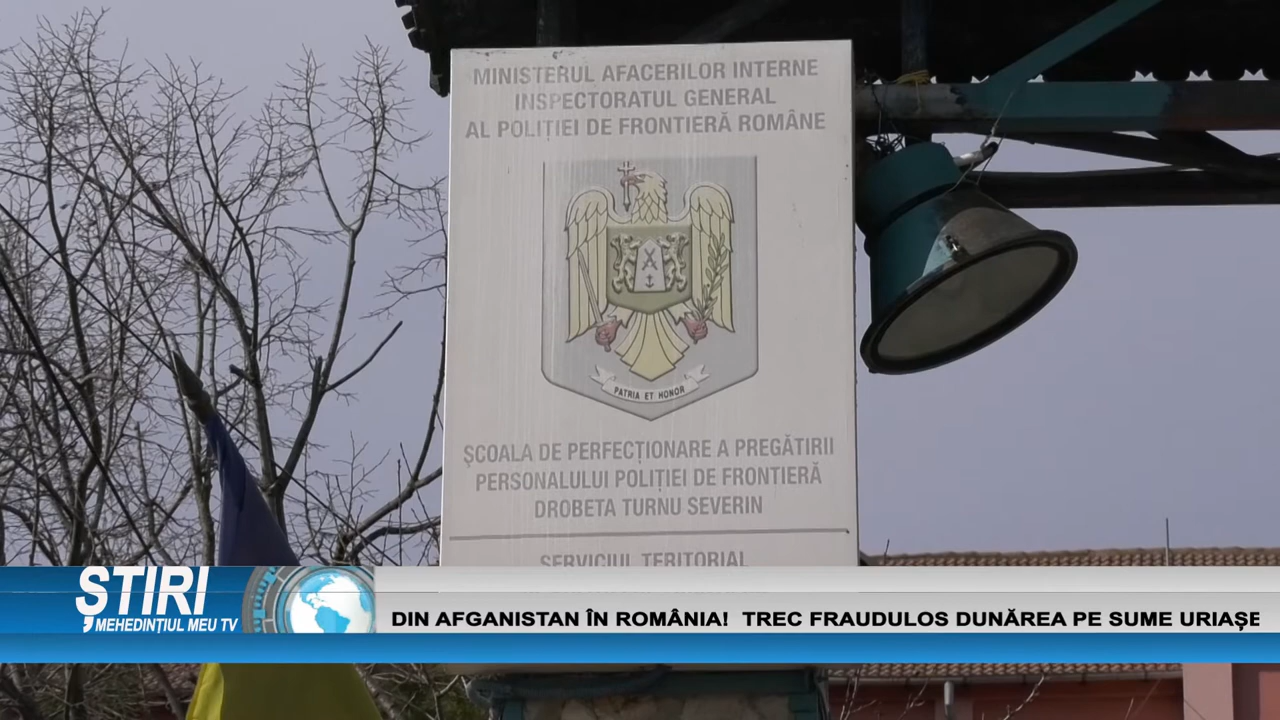 MINISTERUL AFACERILOR INTERNE
INSPECTORATUL GENERAL
AL POLIȚIEI DE FRONTIERĂ ROMÂNE
PATRIA ET HONOR
ȘCOALA DE PERFECȚIONARE A PREGĂTIRII
PERSONALULUI POLIȚIEI DE FRONTIERĂ
DROBETA TURNU SEVERIN
SERVICIUL TERITORIAL
ȘTIRI
MEHEDINȚIUL MEU TV
DIN AFGANISTAN ÎN ROMÂNIA! TREC FRAUDULOS DUNĂREA PE SUME URIAȘE